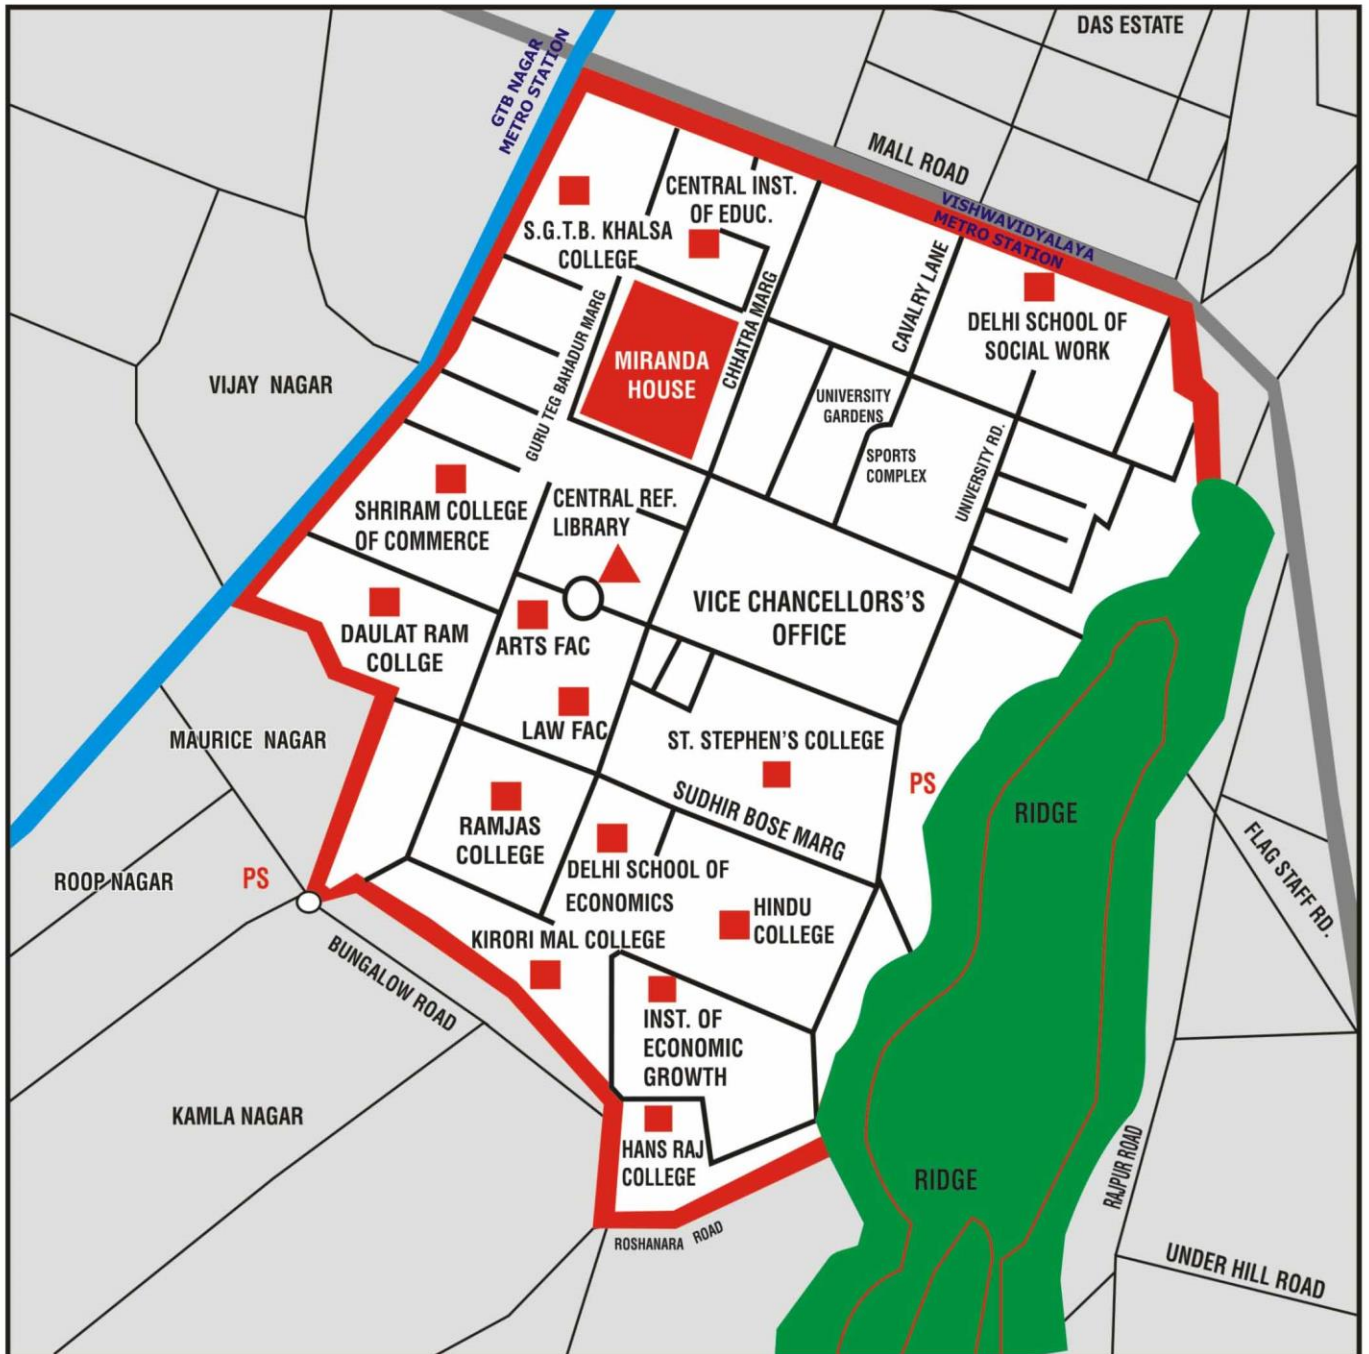 DAS ESTATE
GTB NAGAR
METRO STATION
MALL ROAD
VISHWAVIDYALAYA
METRO STATION
CENTRAL INST.
OF EDUC.
S.G.T.B. KHALSA
COLLEGE
CAVALRY LANE
DELHI SCHOOL OF
SOCIAL WORK
CHHATRA MARG
GURU TEG BAHADUR MARG
MIRANDA
HOUSE
VIJAY NAGAR
UNIVERSITY
GARDENS
SPORTS
COMPLEX
UNIVERSITY RD.
SHRIRAM COLLEGE
OF COMMERCE
CENTRAL REF.
LIBRARY
VICE CHANCELLORS'S
OFFICE
DAULAT RAM
COLLGE
ARTS FAC
LAW FAC
MAURICE NAGAR
ST. STEPHEN'S COLLEGE
PS
SUDHIR BOSE MARG
RIDGE
RAMJAS
COLLEGE
FLAG STAFF RD.
DELHI SCHOOL OF
ECONOMICS
ROOP NAGAR
PS
HINDU
COLLEGE
KIRORI MAL COLLEGE
BUNGALOW ROAD
INST. OF
ECONOMIC
GROWTH
KAMLA NAGAR
HANS RAJ
COLLEGE
RAJPUR ROAD
RIDGE
ROSHANARA ROAD
UNDER HILL ROAD